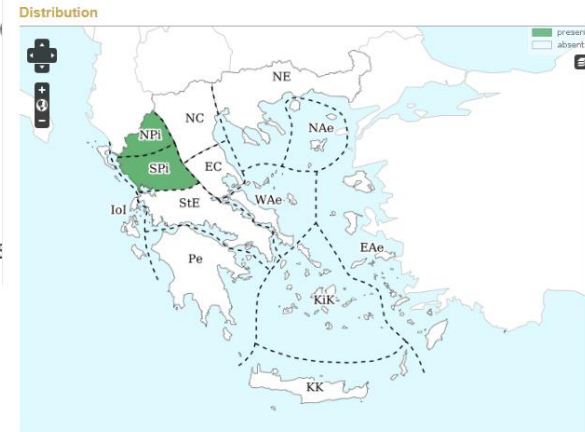 Distribution
present
absent
NE
NC
NAe
NPi
EC
SPi
StE
WAe
IoI
EAe
Pe
KiK
KK